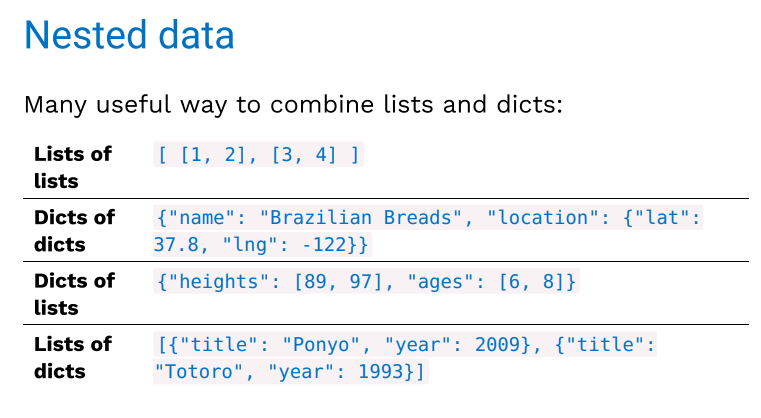 Nested data
Many useful way to combine lists and dicts:
Lists of
lists
[ [1, 2], [3, 4] ]
Dicts of
dicts
{"name": "Brazilian Breads", "location": {"lat":
37.8, "lng": -122}}
Dicts of
lists
{"heights": [89, 97], "ages": [6, 8]}
Lists of
dicts
[{"title": "Ponyo", "year": 2009}, {"title":
"Totoro", "year": 1993}]